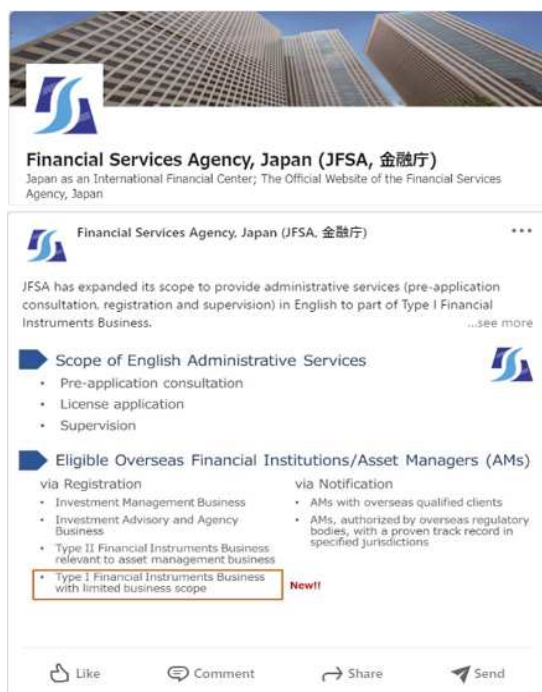 Financial Services Agency, Japan (JFSA, 金融庁)
Japan as an International Financial Center; The Official Website of the Financial Services
Agency, Japan
Financial Services Agency, Japan (JFSA, 金融庁)
JFSA has expanded its scope to provide administrative services (pre-application
consultation, registration and supervision) in English to part of Type I Financial
Instruments Business.
...see more
Scope of English Administrative Services
• Pre-application consultation
• License application
• Supervision
Eligible Overseas Financial Institutions/Asset Managers (AMs)
via Registration
• Investment Management Business
• Investment Advisory and Agency
Business
• Type II Financial Instruments Business
relevant to asset management business
• Type I Financial Instruments Business
with limited business scope
New!!
via Notification
• AMs with overseas qualified clients
• AMs, authorized by overseas regulatory
bodies, with a proven track record in
specified jurisdictions
Like
Comment
Share
Send